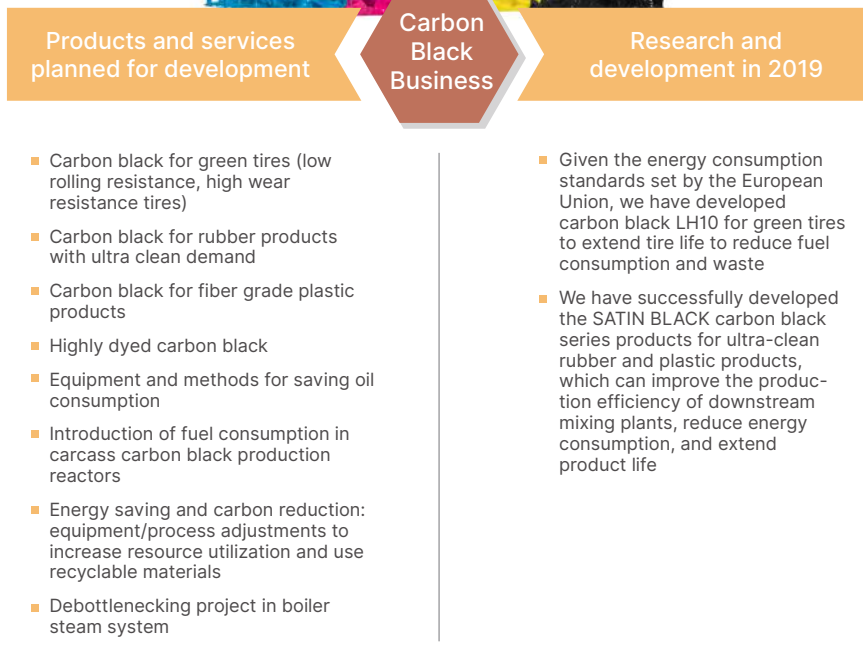 Carbon
Black
Business
Products and services
planned for development
Carbon black for green tires (low
rolling resistance, high wear
resistance tires)
Carbon black for rubber products
with ultra clean demand
Carbon black for fiber grade plastic
products
Highly dyed carbon black
Equipment and methods for saving oil
consumption
Introduction of fuel consumption in
carcass carbon black production
reactors
Energy saving and carbon reduction:
equipment/process adjustments to
increase resource utilization and use
recyclable materials
Debottlenecking project in boiler
steam system
Research and
development in 2019
Given the energy consumption
standards set by the European
Union, we have developed
carbon black LH10 for green tires
to extend tire life to reduce fuel
consumption and waste
We have successfully developed
the SATIN BLACK carbon black
series products for ultra-clean
rubber and plastic products,
which can improve the produc-
tion efficiency of downstream
mixing plants, reduce energy
consumption, and extend
product life